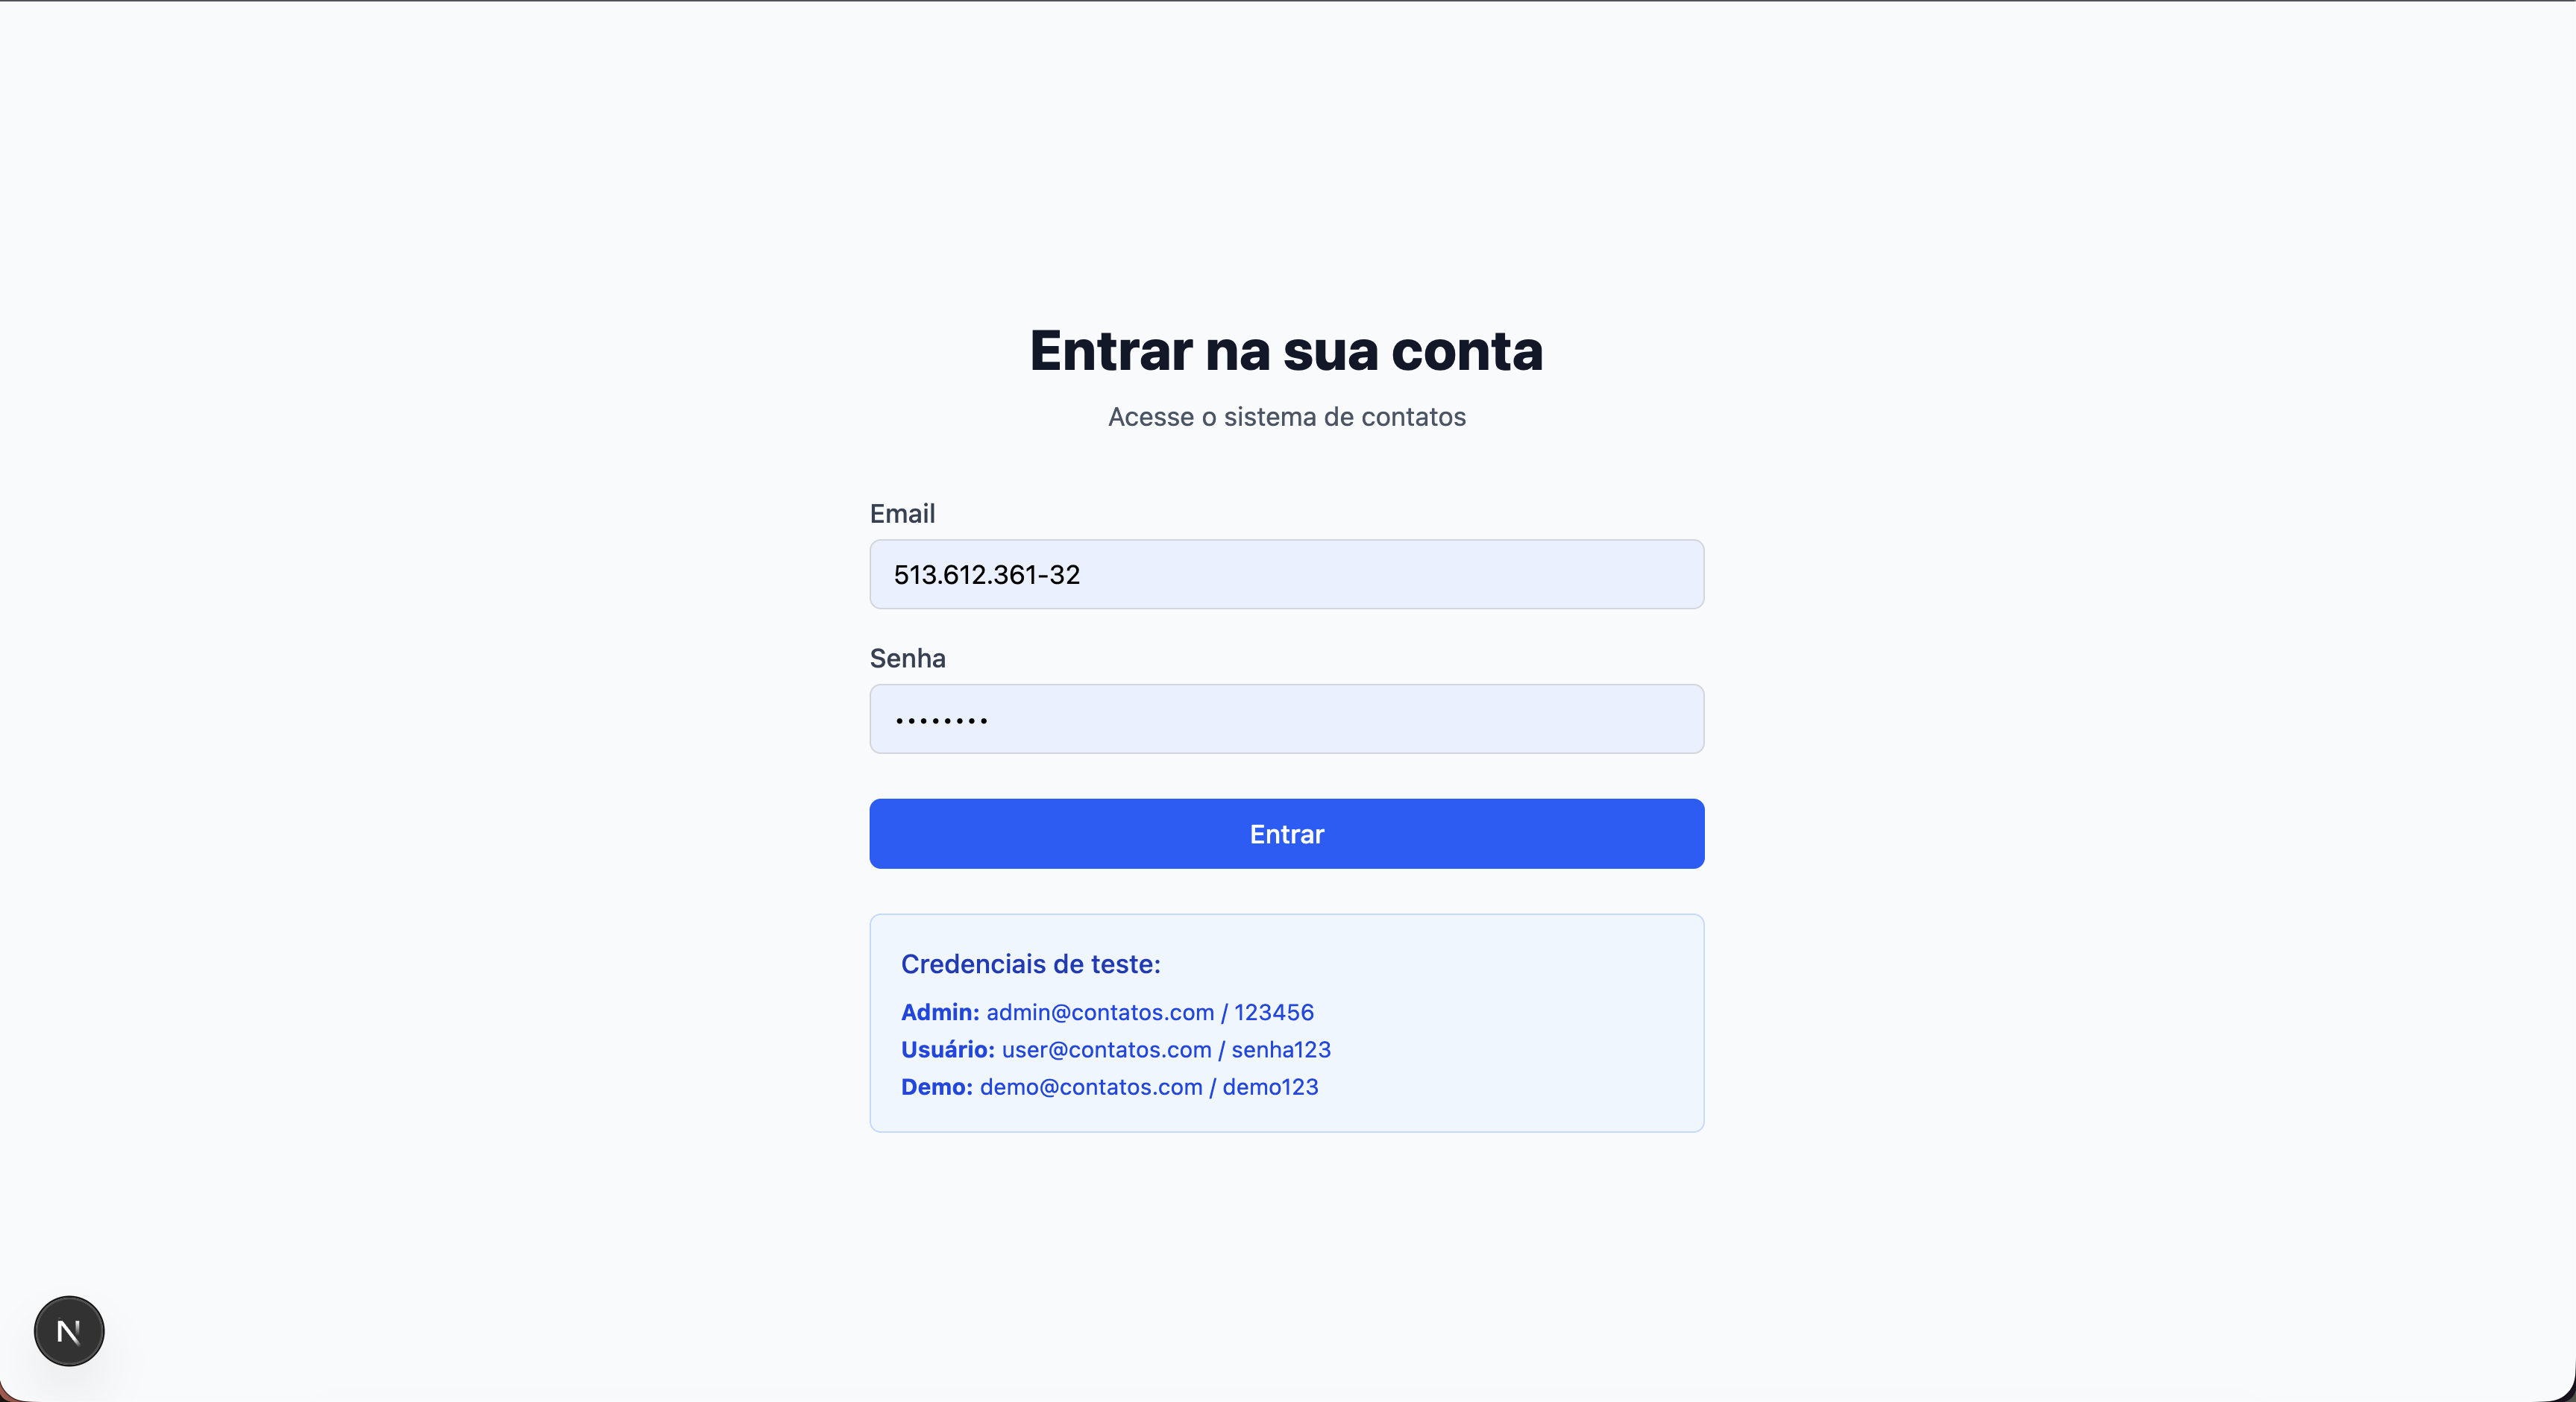 Entrar na sua conta
Acesse o sistema de contatos
Email
513.612.361-32
Senha
••••••••
Entrar
Credenciais de teste:
Admin: admin@contatos.com / 123456
Usuário: user@contatos.com / senha123
Demo: demo@contatos.com / demo123
N